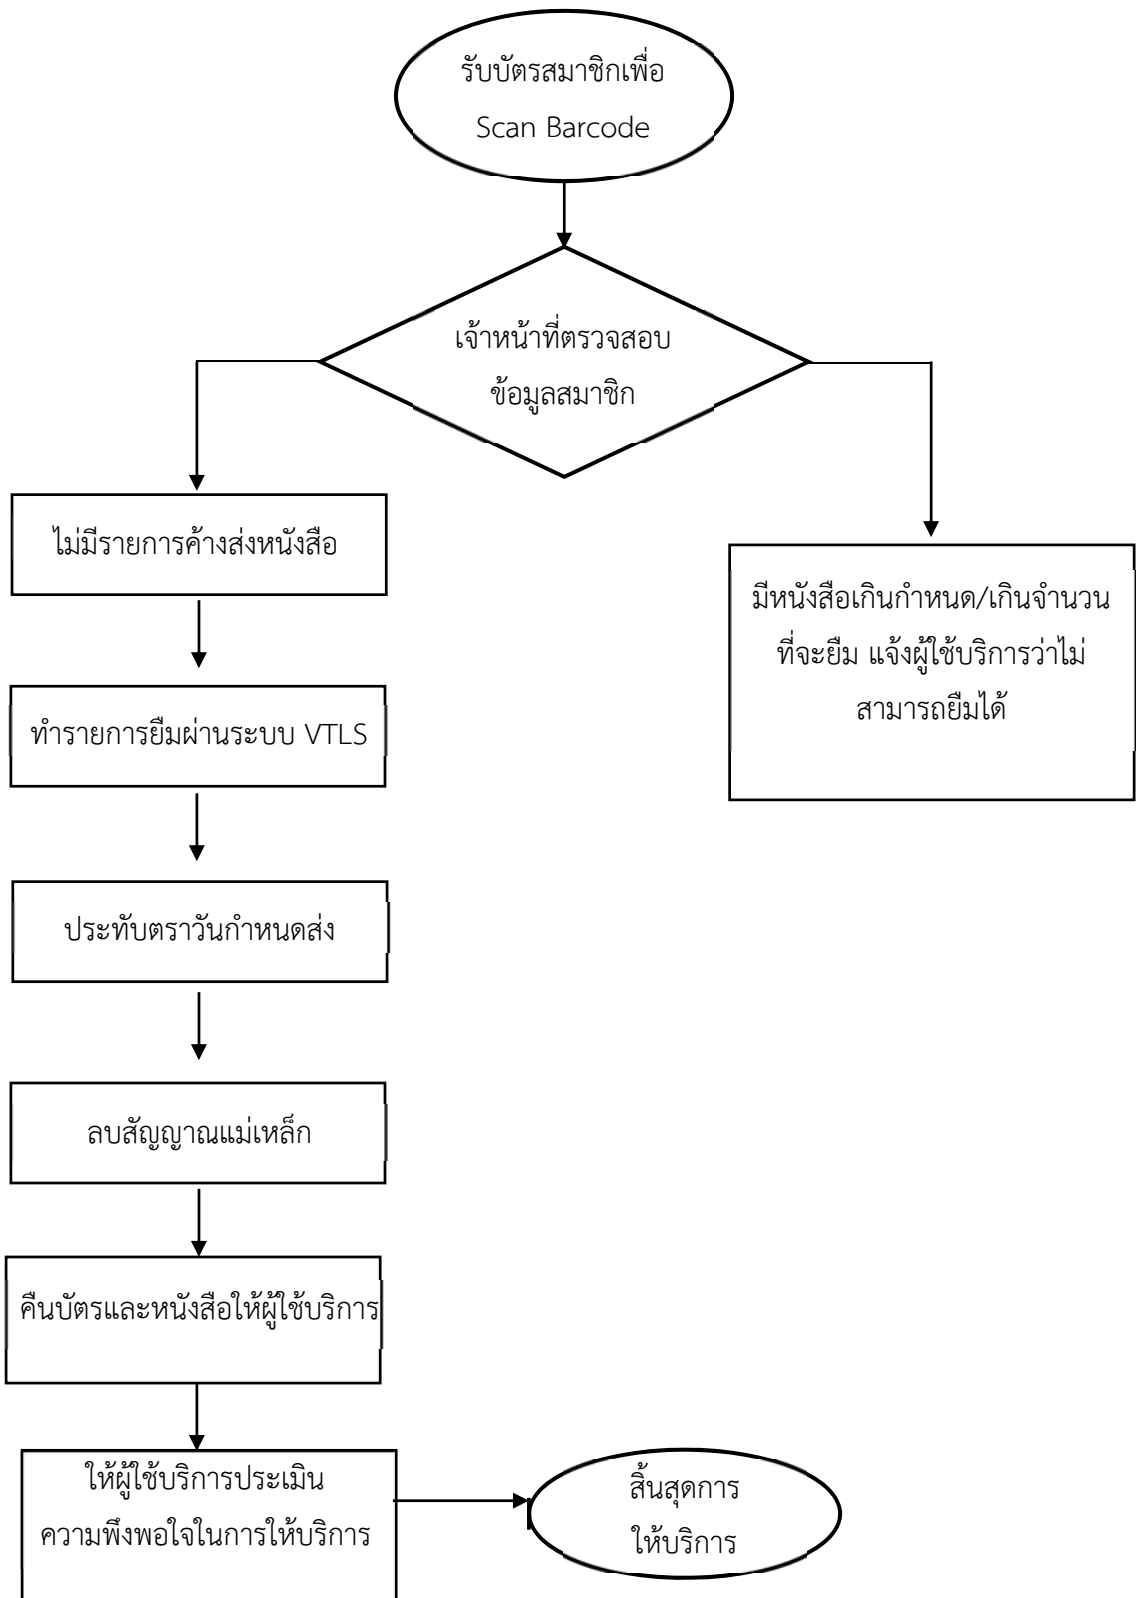 รับบัตรสมาชิกเพื่อ
Scan Barcode
เจ้าหน้าที่ตรวจสอบ
ข้อมูลสมาชิก
ไม่มีรายการค้างส่งหนังสือ
มีหนังสือเกินกำหนด/เกินจำนวน
ที่จะยืม แจ้งผู้ใช้บริการว่าไม่
สามารถยืมได้
ทำรายการยืมผ่านระบบ VTLS
ประทับตราวันกำหนดส่ง
ลบสัญญาณแม่เหล็ก
คืนบัตรและหนังสือให้ผู้ใช้บริการ
ให้ผู้ใช้บริการประเมิน
ความพึงพอใจในการให้บริการ
สิ้นสุดการ
ให้บริการ